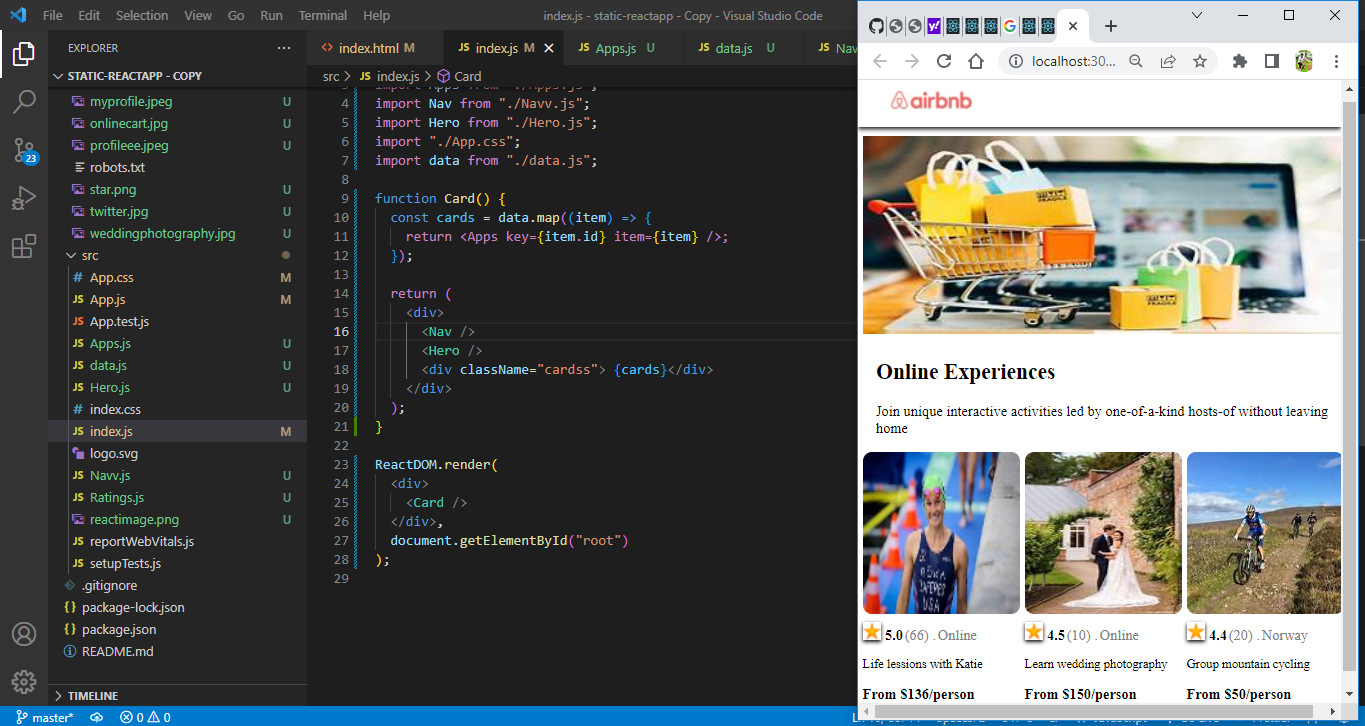 File Edit Selection View Go Run Terminal Help
index.js - static-reactapp - Copy - Visual Studio Code
EXPLORER
STATIC-REACTAPP - COPY
myprofile.jpeg U
onlinecart.jpg U
profileee.jpeg U
robots.txt
star.png U
twitter.jpg U
weddingphotography.jpg U
src
App.css M
App.js M
App.test.js
Apps.js U
data.js U
Hero.js U
index.css
index.js M
logo.svg
Navv.js U
Ratings.js U
reactimage.png U
reportWebVitals.js
setupTests.js
.gitignore
package-lock.json
package.json
README.md
TIMELINE
23
index.html M
index.js M
Apps.js U
data.js U
src > JS index.js > Card
import Apps from "./Apps.js";
4 import Nav from "./Navv.js";
5 import Hero from "./Hero.js";
6 import "./App.css";
7 import data from "./data.js";
8
9 function Card() {
10 const cards = data.map((item) => {
11 return <Apps key={item.id} item={item} />;
12 });
13
14 return (
15 <div>
16 <Nav />
17 <Hero />
18 <div className="cardss"> {cards}</div>
19 </div>
20 );
21 }
22
23 ReactDOM.render(
24 <div>
25 <Card />
26 </div>,
27 document.getElementById("root")
28 );
29
master* 0 0
localhost:30...
airbnb
FRAGILE
FRAGILE
Online Experiences
Join unique interactive activities led by one-of-a-kind hosts-of without leaving
home
USA
5.0 (66) . Online
Life lessions with Katie
From $136/person
4.5 (10) . Online
Learn wedding photography
From $150/person
4.4 (20) . Norway
Group mountain cycling
From $50/person